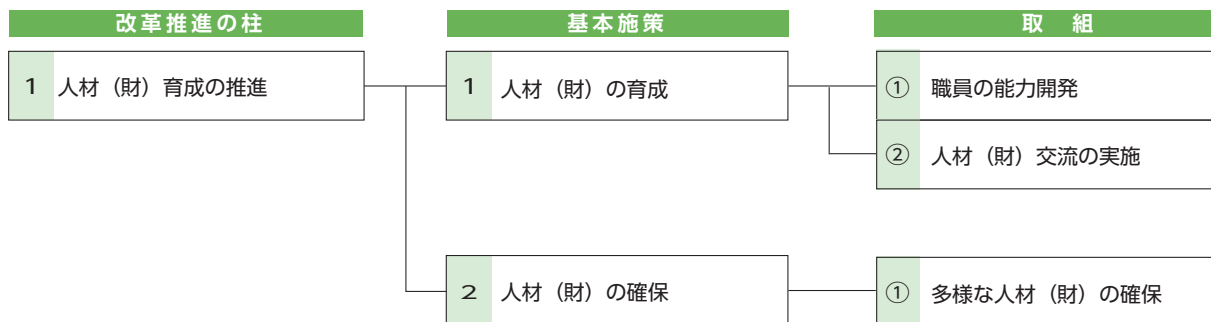 改革推進の柱
基本施策
取 組
1 人材（財）育成の推進
1 人材（財）の育成
① 職員の能力開発
② 人材（財）交流の実施
2 人材（財）の確保
① 多様な人材（財）の確保